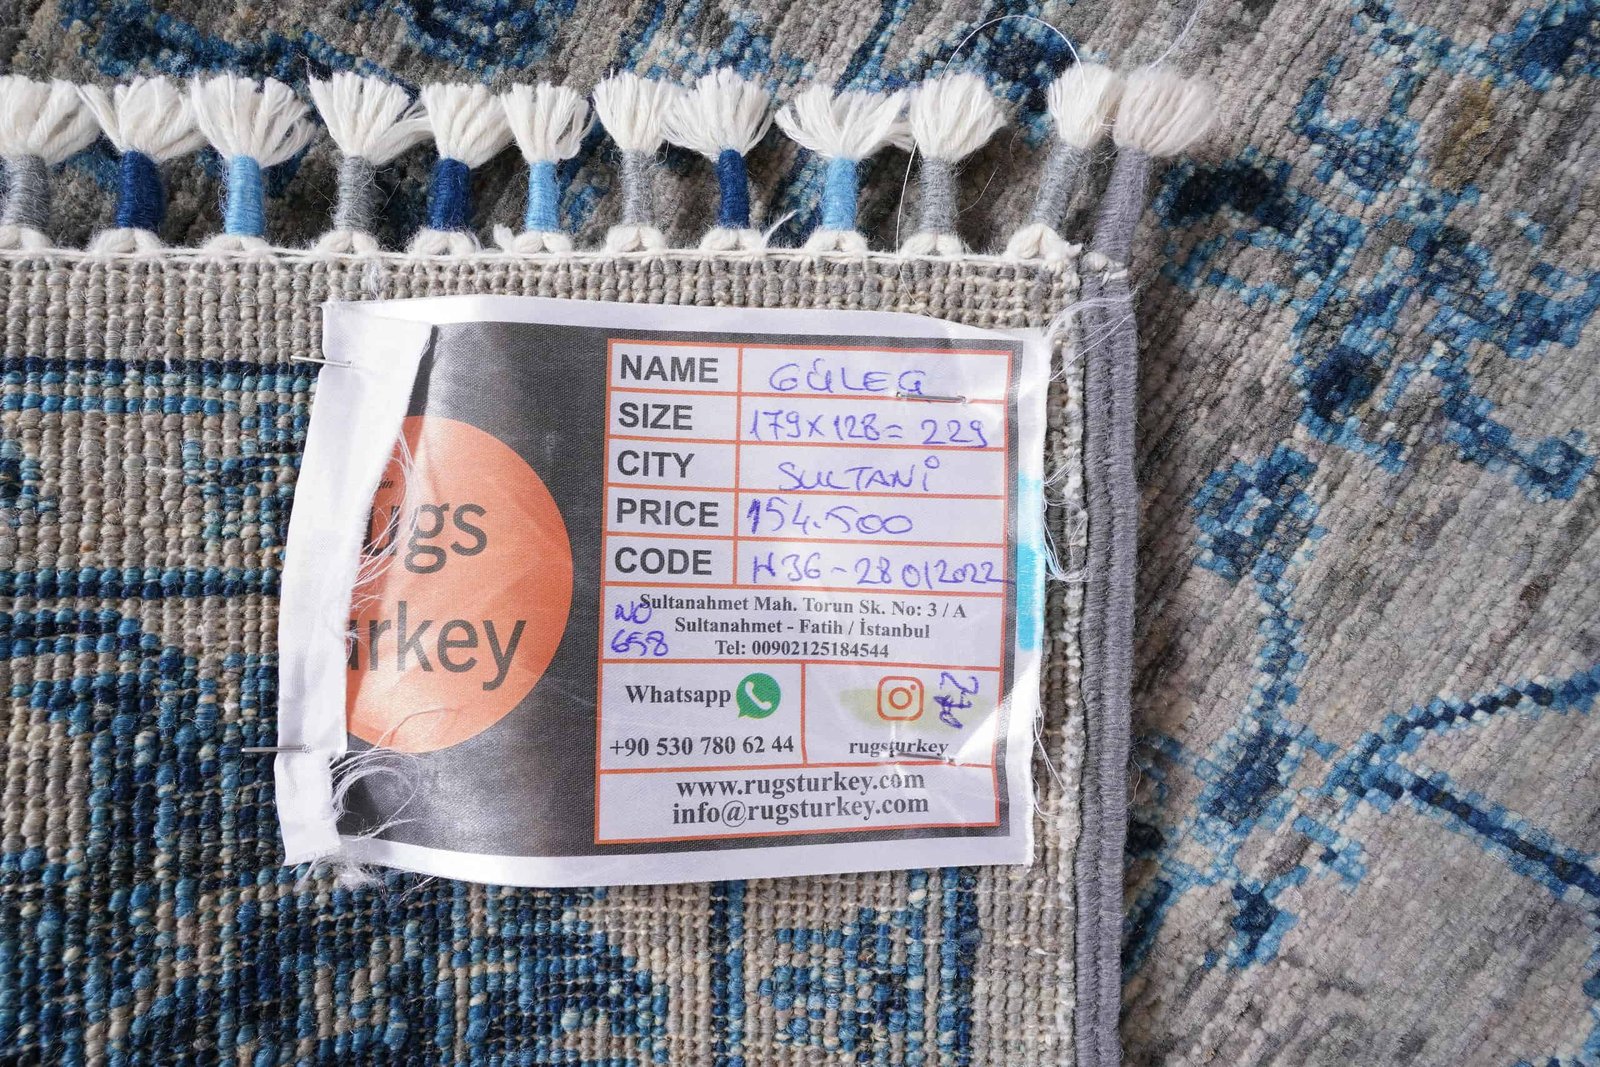 ugs
urkey
NAME GÜLEG
SIZE 179X128= 229
CITY SULTANİ
PRICE 154.500
CODE H36-28012022
NO
658
Sultanahmet Mah. Torun Sk. No: 3 / A
Sultanahmet - Fatih / İstanbul
Tel: 00902125184544
Whatsapp
+90 530 780 62 44
rugsturkey
www.rugsturkey.com
info@rugsturkey.com